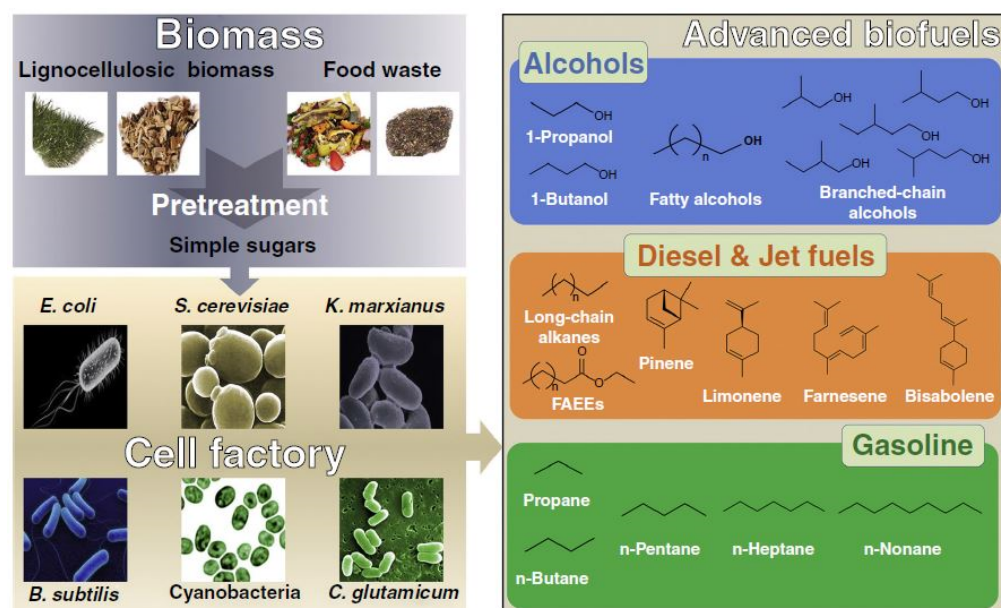 Biomass
Lignocellulosic biomass
Food waste
Pretreatment
Simple sugars
E. coli
S. cerevisiae
K. marxianus
Cell factory
B. subtilis
Cyanobacteria
C. glutamicum
Advanced biofuels
Alcohols
OH
1-Propanol
OH
1-Butanol
n
OH
Fatty alcohols
OH
OH
OH
OH
OH
Branched-chain
alcohols
Diesel & Jet fuels
n
Long-chain
alkanes
n
O
O
FAEEs
Pinene
Limonene
Farnesene
Bisabolene
Gasoline
Propane
n-Butane
n-Pentane
n-Heptane
n-Nonane